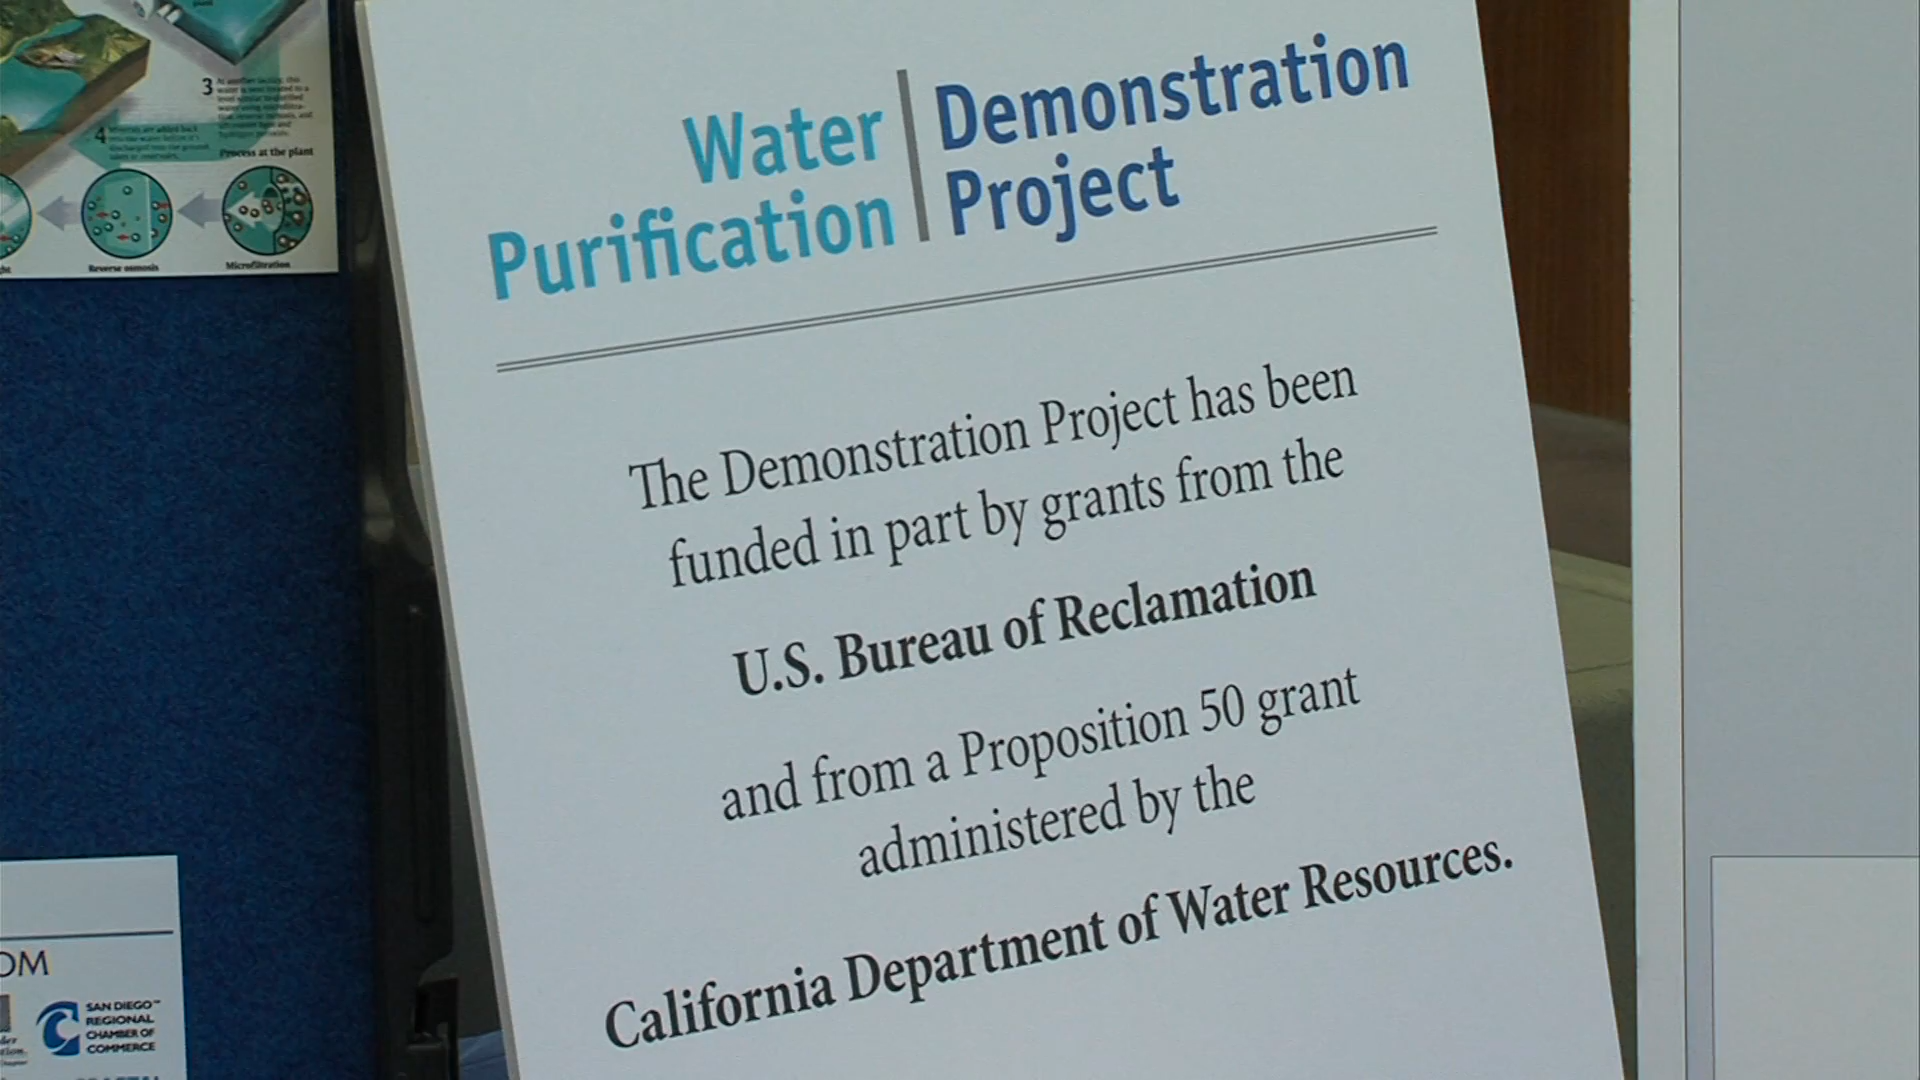 Water
Purification
Demonstration
Project
The Demonstration Project has been
funded in part by grants from the
U.S. Bureau of Reclamation
and from a Proposition 50 grant
administered by the
California Department of Water Resources.
3
4
Process at the plant
Reverse osmosis
Microfiltration
OM
SAN DIEGO™
REGIONAL
CHAMBER OF
COMMERCE